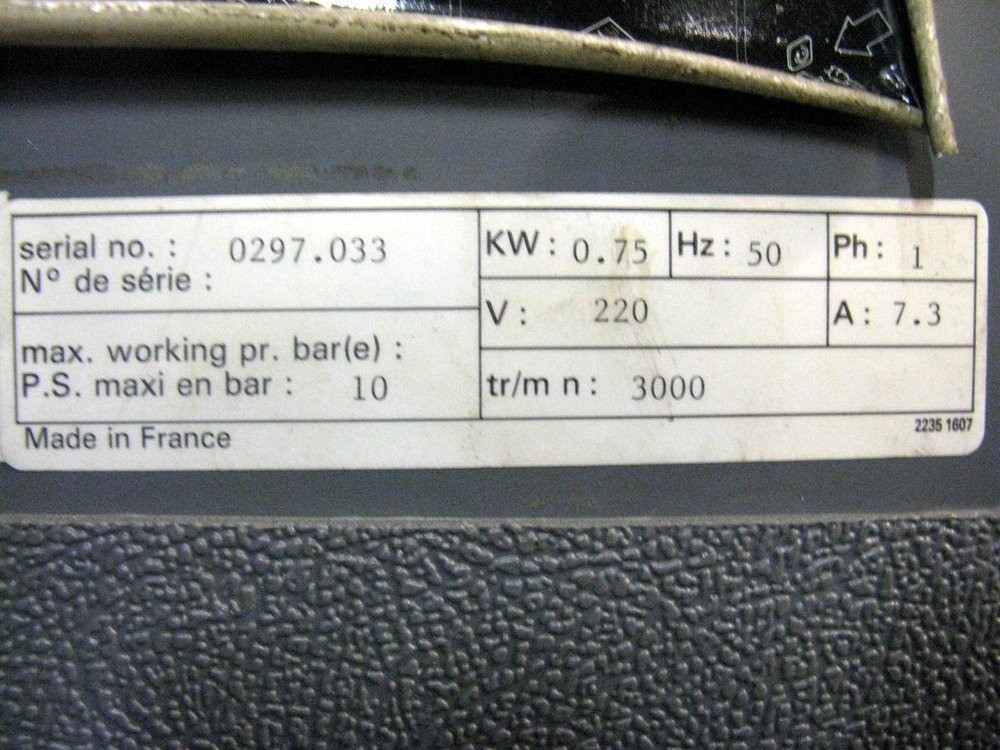 serial no. : 0297.033
N° de série :
max. working pr. bar(e) :
P.S. maxi en bar : 10
KW : 0.75 Hz : 50 Ph : 1
V : 220 A : 7.3
tr/m n : 3000
Made in France
2235 1607